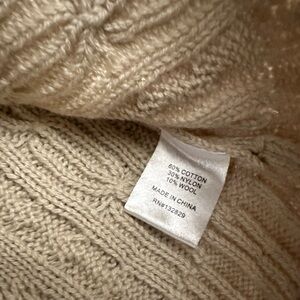 60% COTTON
30% NYLON
10% WOOL
MADE IN CHINA
RN#132829